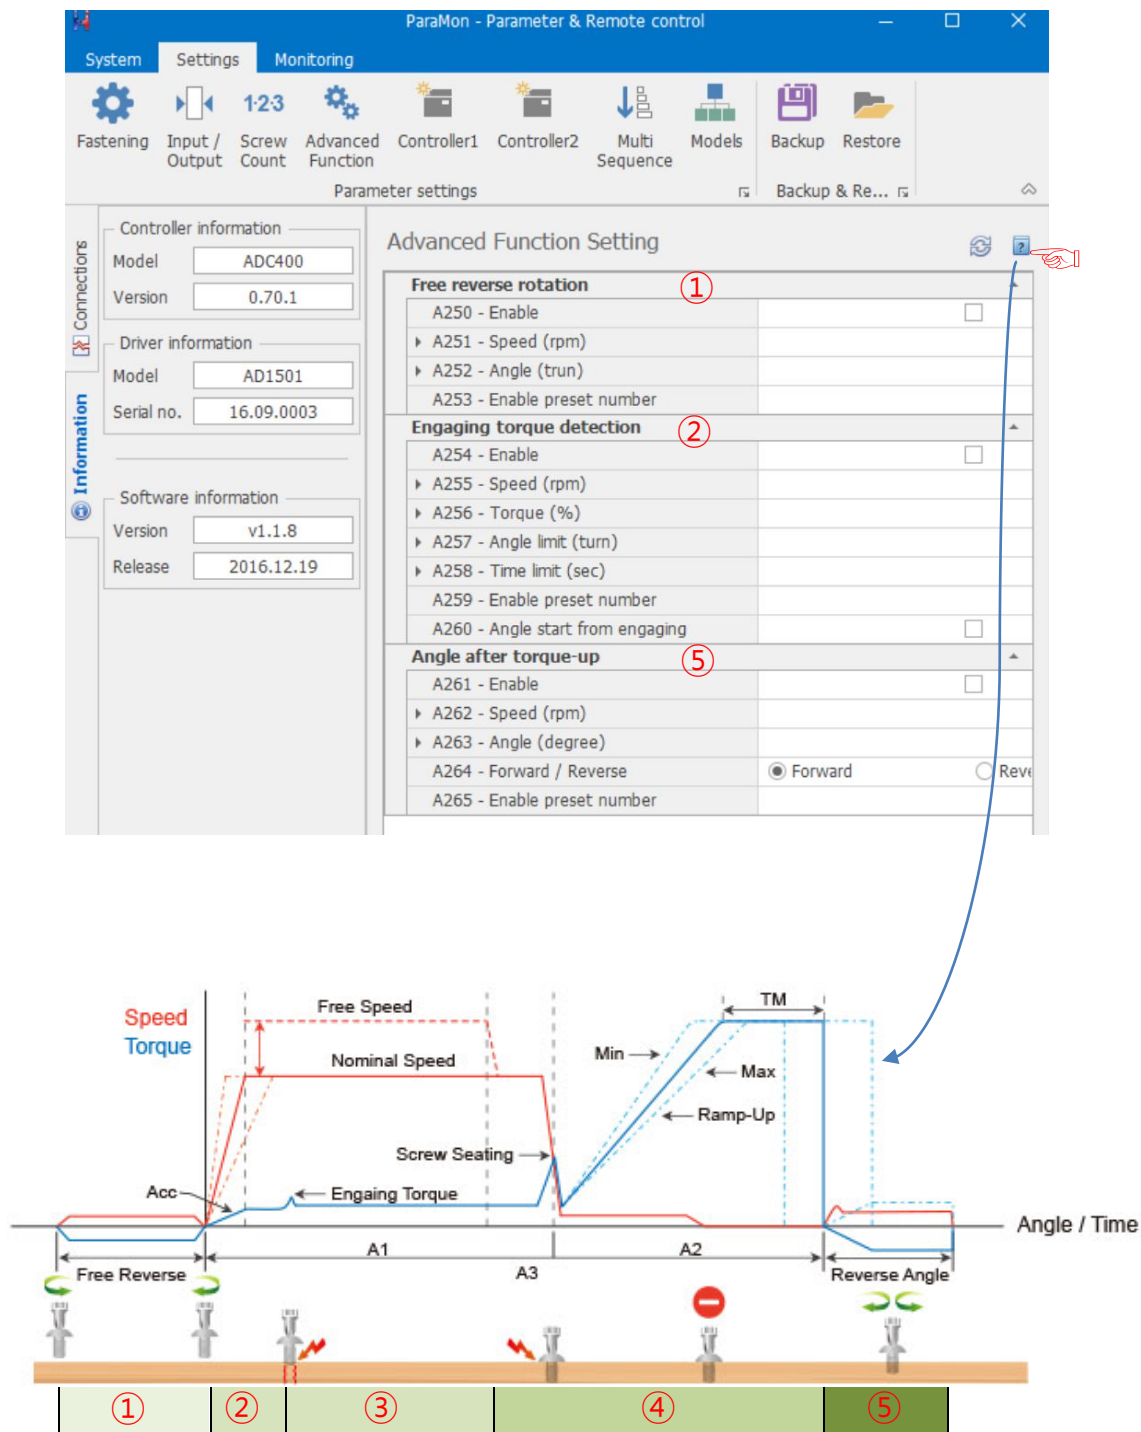 ParaMon - Parameter & Remote control
System Settings Monitoring
1·2·3
Fastening Input / Output Screw Count Advanced Function Controller1 Controller2 Multi Sequence Models Backup Restore
Parameter settings Backup & Re...
Connections
Information
Controller information
Model ADC400
Version 0.70.1
Driver information
Model AD1501
Serial no. 16.09.0003
Software information
Version v1.1.8
Release 2016.12.19
Advanced Function Setting
?
Free reverse rotation ①
A250 - Enable
A251 - Speed (rpm)
A252 - Angle (trun)
A253 - Enable preset number
Engaging torque detection ②
A254 - Enable
A255 - Speed (rpm)
A256 - Torque (%)
A257 - Angle limit (turn)
A258 - Time limit (sec)
A259 - Enable preset number
A260 - Angle start from engaging
Angle after torque-up ⑤
A261 - Enable
A262 - Speed (rpm)
A263 - Angle (degree)
A264 - Forward / Reverse Forward Reve
A265 - Enable preset number
Speed
Torque
Free Speed
Nominal Speed
TM
Min
Max
Ramp-Up
Screw Seating
Acc
Engaing Torque
Angle / Time
A1
A2
A3
Free Reverse
Reverse Angle
① ② ③ ④ ⑤